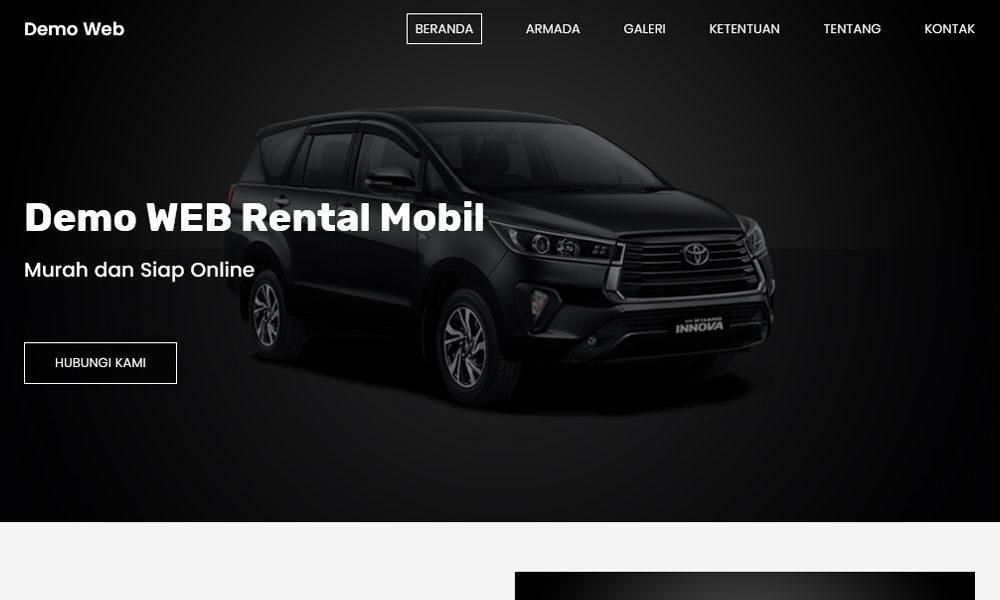 Demo Web
BERANDA
ARMADA
GALERI
KETENTUAN
TENTANG
KONTAK
Demo WEB Rental Mobil
Murah dan Siap Online
HUBUNGI KAMI
INNOVA